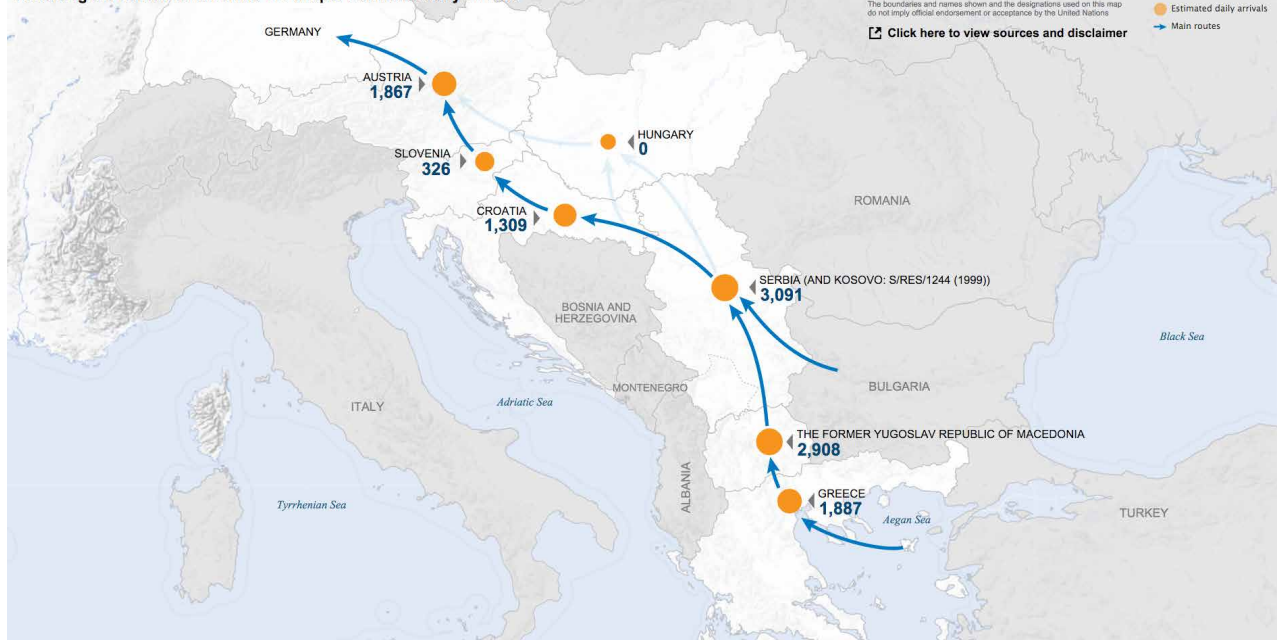 The boundaries and names shown and the designations used on this map
do not imply official endorsement or acceptance by the United Nations
Click here to view sources and disclaimer
Estimated daily arrivals
Main routes
GERMANY
AUSTRIA
1,867
HUNGARY
0
SLOVENIA
326
CROATIA
1,309
ROMANIA
SERBIA (AND KOSOVO: S/RES/1244 (1999))
3,091
BOSNIA AND
HERZEGOVINA
Black Sea
MONTENEGRO
BULGARIA
Adriatic Sea
ITALY
THE FORMER YUGOSLAV REPUBLIC OF MACEDONIA
2,908
ALBANIA
GREECE
1,887
Tyrrhenian Sea
Aegan Sea
TURKEY